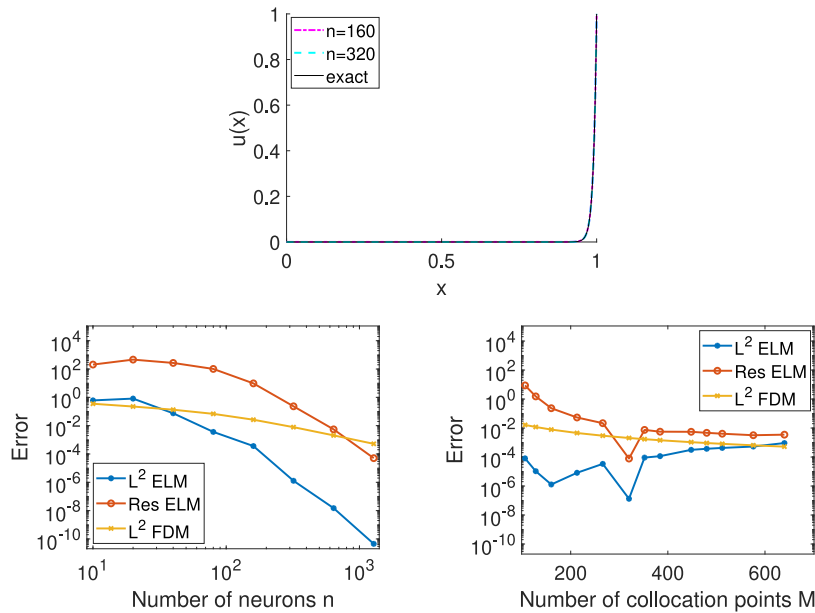 1
0.8
0.6
0.4
0.2
0
u(x)
n=160
n=320
exact
0
0.5
1
x
10^4
10^2
10^0
10^-2
10^-4
10^-6
10^-8
10^-10
Error
L^2 ELM
Res ELM
L^2 FDM
10^1
10^2
10^3
Number of neurons n
10^4
10^2
10^0
10^-2
10^-4
10^-6
10^-8
10^-10
Error
L^2 ELM
Res ELM
L^2 FDM
200
400
600
Number of collocation points M